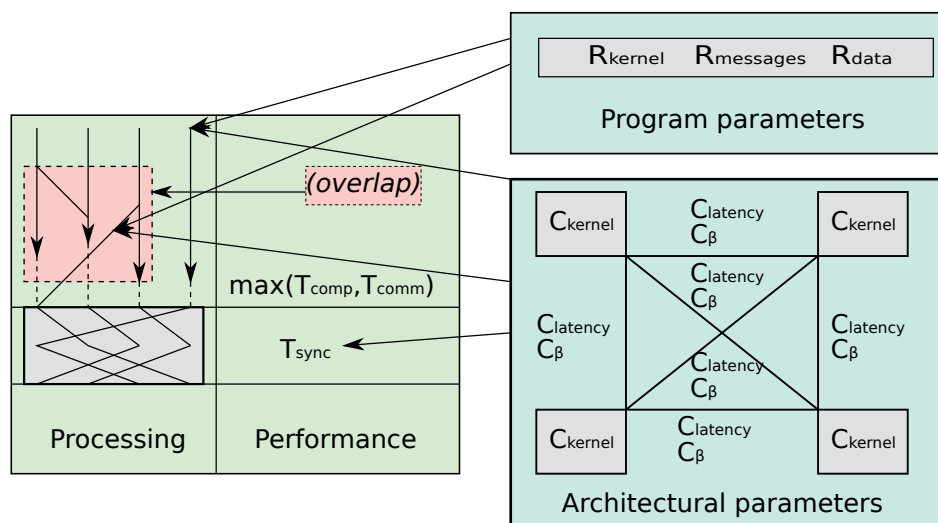 Rkernel Rmessages Rdata
Program parameters
(overlap)
max(Tcomp,Tcomm)
Tsync
Processing Performance
Ckernel
Clatency
Cβ
Ckernel
Clatency
Cβ
Clatency
Cβ
Clatency
Cβ
Clatency
Cβ
Ckernel
Clatency
Cβ
Ckernel
Architectural parameters